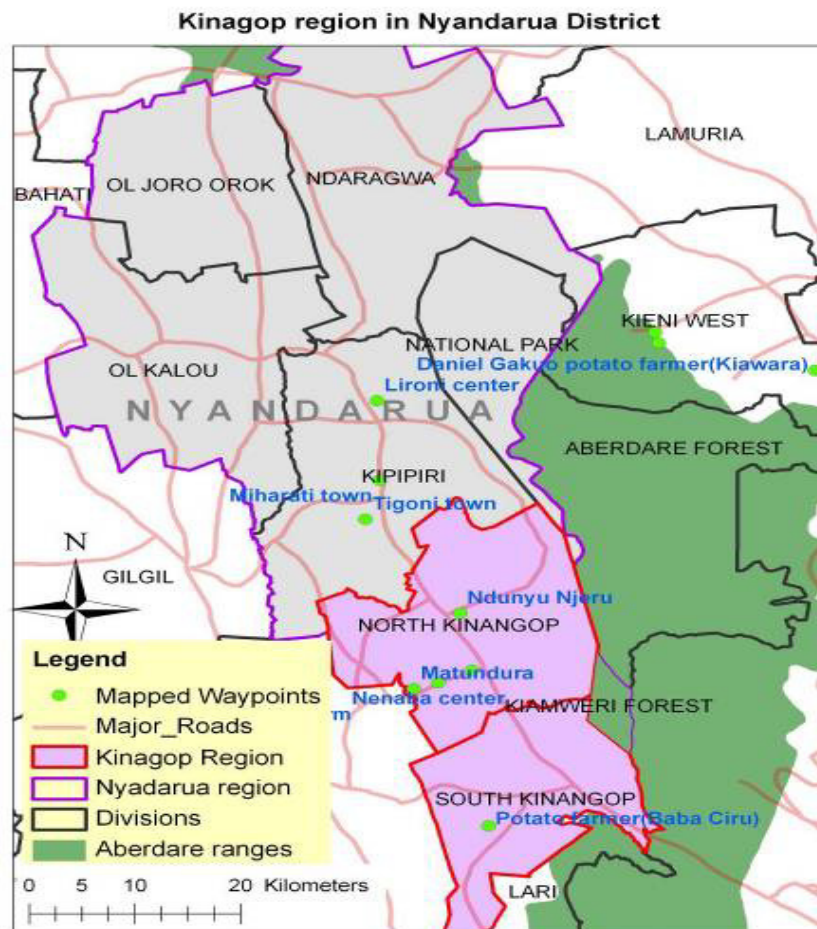 Kinagop region in Nyandarua District
LAMURIA
NDARAGWA
OL JORO OROK
BAHATI
KIENI WEST
NATIONAL PARK
Daniel Gakuo potato farmer(Kiawara)
OL KALOU
Lironi center
NYANDARUA
ABERDARE FOREST
KIPIPIRI
Miharati town
Tigoni town
N
GILGIL
Ndunyu Njeru
NORTH KINANGOP
Legend
Matundura
Mapped Waypoints
Nenaka center
KIAMWERI FOREST
Major_Roads
Kinagop Region
Nyadarua region
SOUTH KINANGOP
Divisions
Potato farmer(Baba Ciru)
Aberdare ranges
0 5 10 20 Kilometers
LARI